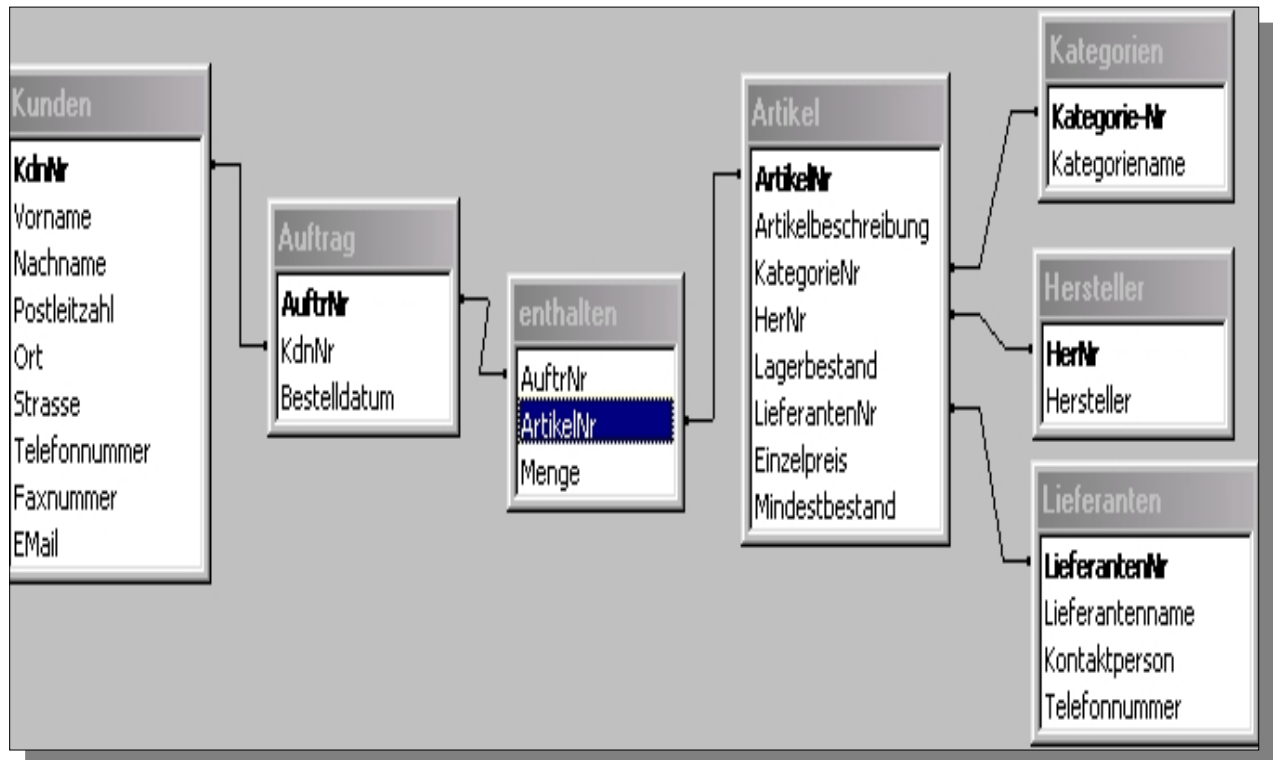 Kunden
KdnNr
Vorname
Nachname
Postleitzahl
Ort
Strasse
Telefonnummer
Faxnummer
EMail
Auftrag
AuftrNr
KdnNr
Bestelldatum
enthalten
AuftrNr
ArtikelNr
Menge
Artikel
ArtikelNr
Artikelbeschreibung
KategorieNr
HerNr
Lagerbestand
LieferantenNr
Einzelpreis
Mindestbestand
Kategorien
Kategorie-Nr
Kategoriename
Hersteller
HerNr
Hersteller
Lieferanten
LieferantenNr
Lieferantenname
Kontaktperson
Telefonnummer